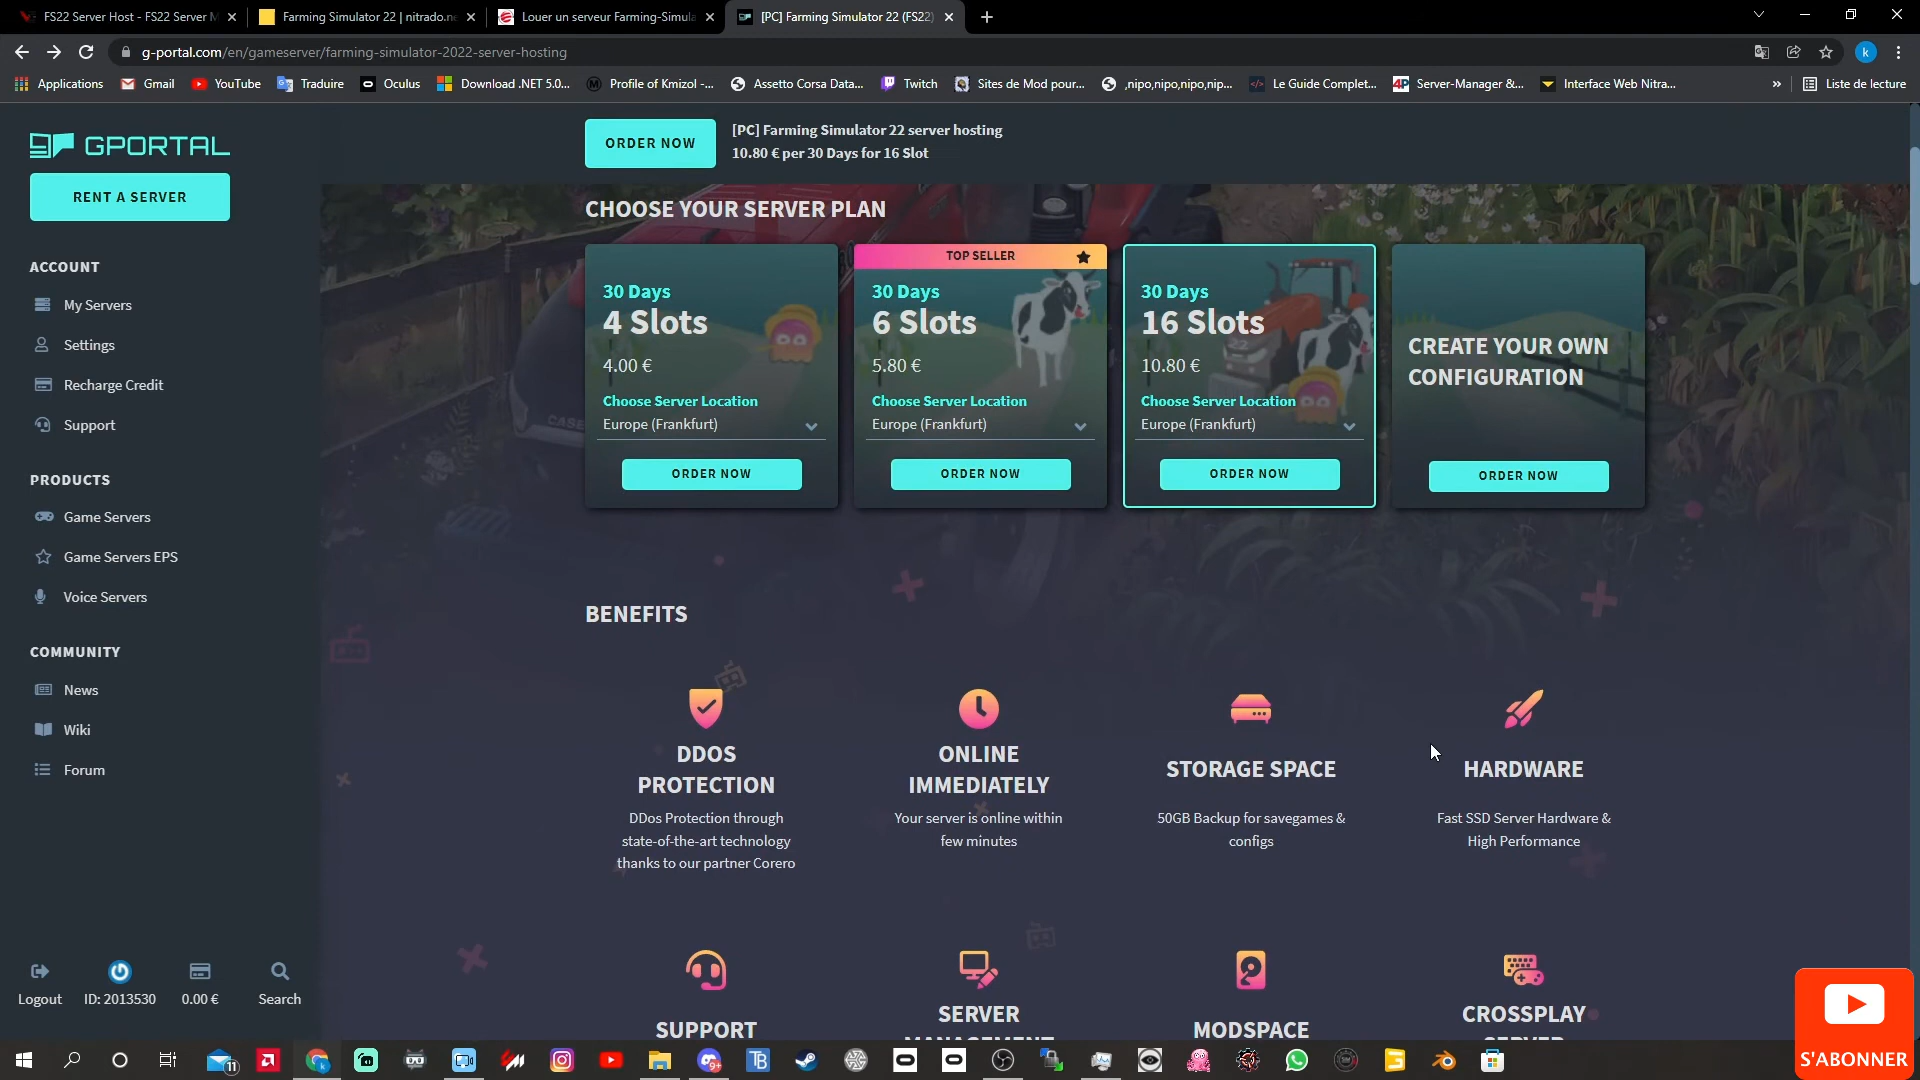 FS22 Server Host - FS22 Server M
Farming Simulator 22 | nitrado.ne
Louer un serveur Farming-Simula
[PC] Farming Simulator 22 (FS22)
g-portal.com/en/gameserver/farming-simulator-2022-server-hosting
k
Applications
Gmail
YouTube
Traduire
Oculus
Download .NET 5.0...
Profile of Kmizol -...
Assetto Corsa Data...
Twitch
Sites de Mod pour...
,nipo,nipo,nipo,nip...
Le Guide Complet...
Server-Manager &...
Interface Web Nitra...
»
Liste de lecture
GPORTAL
RENT A SERVER
ACCOUNT
My Servers
Settings
Recharge Credit
Support
PRODUCTS
Game Servers
Game Servers EPS
Voice Servers
COMMUNITY
News
Wiki
Forum
Logout
ID: 2013530
0.00 €
Search
ORDER NOW
[PC] Farming Simulator 22 server hosting
10.80 € per 30 Days for 16 Slot
CHOOSE YOUR SERVER PLAN
30 Days
4 Slots
4.00 €
Choose Server Location
Europe (Frankfurt)
ORDER NOW
TOP SELLER
30 Days
6 Slots
5.80 €
Choose Server Location
Europe (Frankfurt)
ORDER NOW
30 Days
16 Slots
10.80 €
Choose Server Location
Europe (Frankfurt)
ORDER NOW
CREATE YOUR OWN
CONFIGURATION
ORDER NOW
BENEFITS
DDOS
PROTECTION
DDos Protection through
state-of-the-art technology
thanks to our partner Corero
ONLINE
IMMEDIATELY
Your server is online within
few minutes
STORAGE SPACE
50GB Backup for savegames &
configs
HARDWARE
Fast SSD Server Hardware &
High Performance
SUPPORT
SERVER
MANAGEMENT
MODSPACE
CROSSPLAY
SERVER
S'ABONNER
11
9+
TB